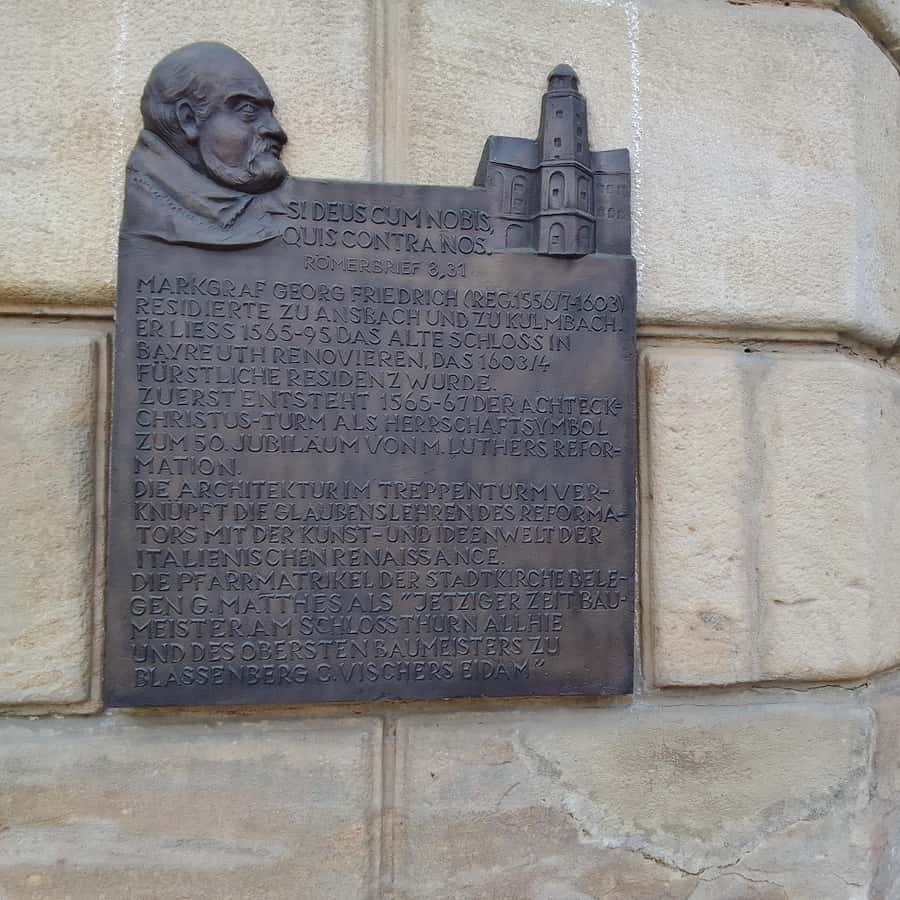 SI DEUS CUM NOBIS,
QUIS CONTRA NOS.
RÖMERBRIEF 8,31
MARKGRAF GEORG FRIEDRICH (REG.1556/7-1603)
RESIDIERTE ZU ANSBACH UND ZU KULMBACH.
ER LIESS 1565-95 DAS ALTE SCHLOSS IN
BAYREUTH RENOVIEREN, DAS 1603/4
FÜRSTLICHE RESIDENZ WURDE.
ZUERST ENTSTEHT 1565-67 DER ACHTECK-
CHRISTUS-TURM ALS HERRSCHAFTSYMBOL
ZUM 50. JUBILÄUM VON M. LUTHERS REFOR-
MATION.
DIE ARCHITEKTUR IM TREPPENTURM VER-
KNÜPFT DIE GLAUBENSLEHREN DES REFORMA-
TORS MIT DER KUNST- UND IDEENWELT DER
ITALIENISCHEN RENAISSANCE.
DIE PFARRMATRIKEL DER STADTKIRCHE BELE-
GEN G. MATTHES ALS "JETZIGER ZEIT BAU-
MEISTER AM SCHLOSSTHURN ALLHIE
UND DES OBERSTEN BAUMEISTERS ZU
BLASSENBERG C. VISCHERS EIDAM"